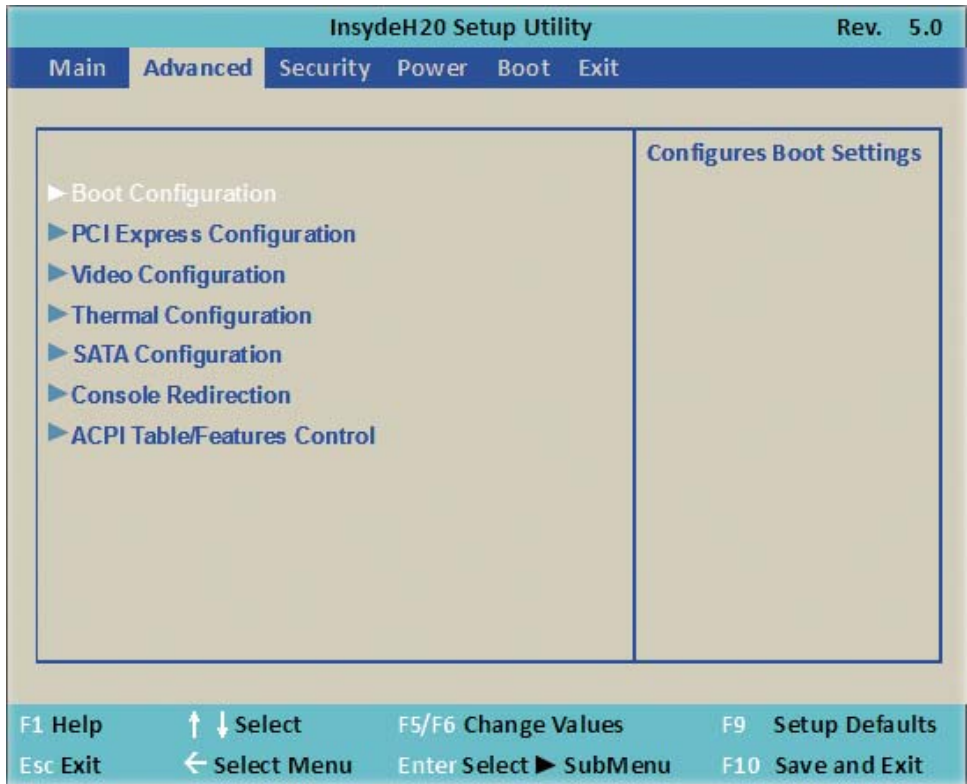 InsydeH20 Setup Utility Rev. 5.0
Main Advanced Security Power Boot Exit
Configures Boot Settings
►Boot Configuration
►PCI Express Configuration
►Video Configuration
►Thermal Configuration
►SATA Configuration
►Console Redirection
►ACPI Table/Features Control
F1 Help ↑ ↓ Select F5/F6 Change Values F9 Setup Defaults
Esc Exit ← Select Menu Enter Select ► SubMenu F10 Save and Exit